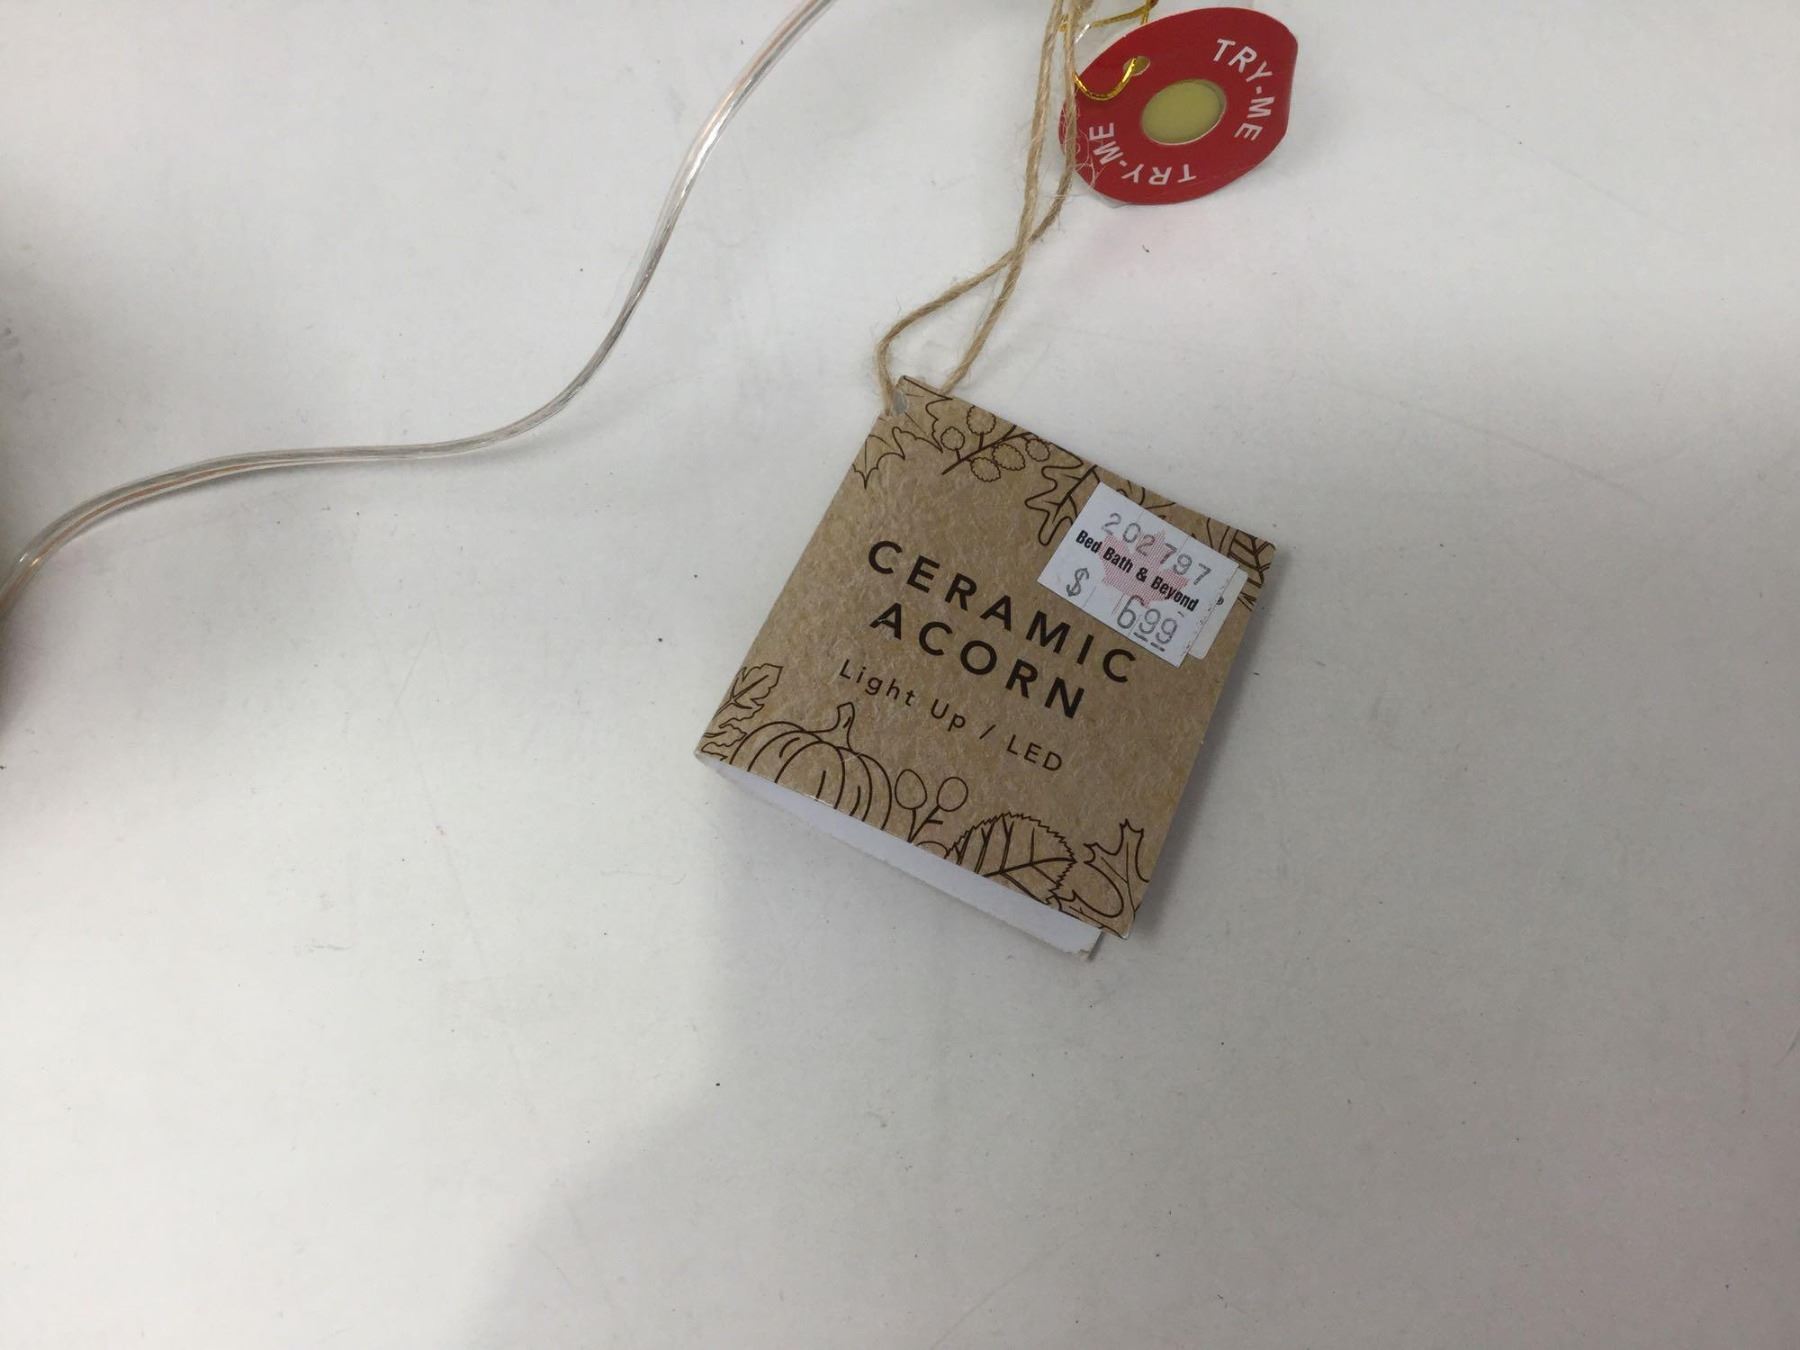 TRY-ME
TRY-ME
202797
Bed Bath & Beyond
$ 6.99
CERAMIC
ACORN
Light Up / LED